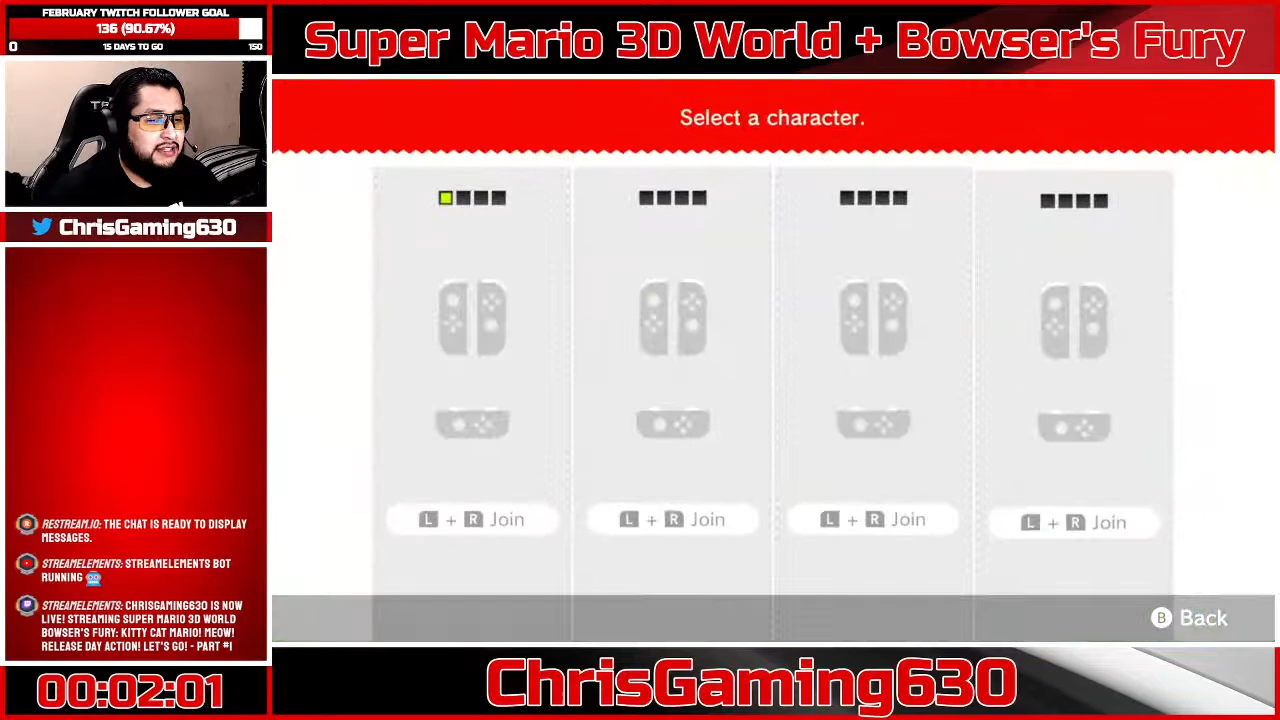 FEBRUARY TWITCH FOLLOWER GOAL
136 (90.67%)
0 15 DAYS TO GO 150
Super Mario 3D World + Bowser's Fury
Select a character.
ChrisGaming630
L + R Join
L + R Join
L + R Join
L + R Join
RESTREAM.IO: THE CHAT IS READY TO DISPLAY
MESSAGES.
STREAMELEMENTS: STREAMELEMENTS BOT
RUNNING
STREAMELEMENTS: CHRISGAMING630 IS NOW
LIVE! STREAMING SUPER MARIO 3D WORLD
BOWSER'S FURY: KITTY CAT MARIO! MEOW!
RELEASE DAY ACTION! LET'S GO! - PART #1
B Back
00:02:01
ChrisGaming630